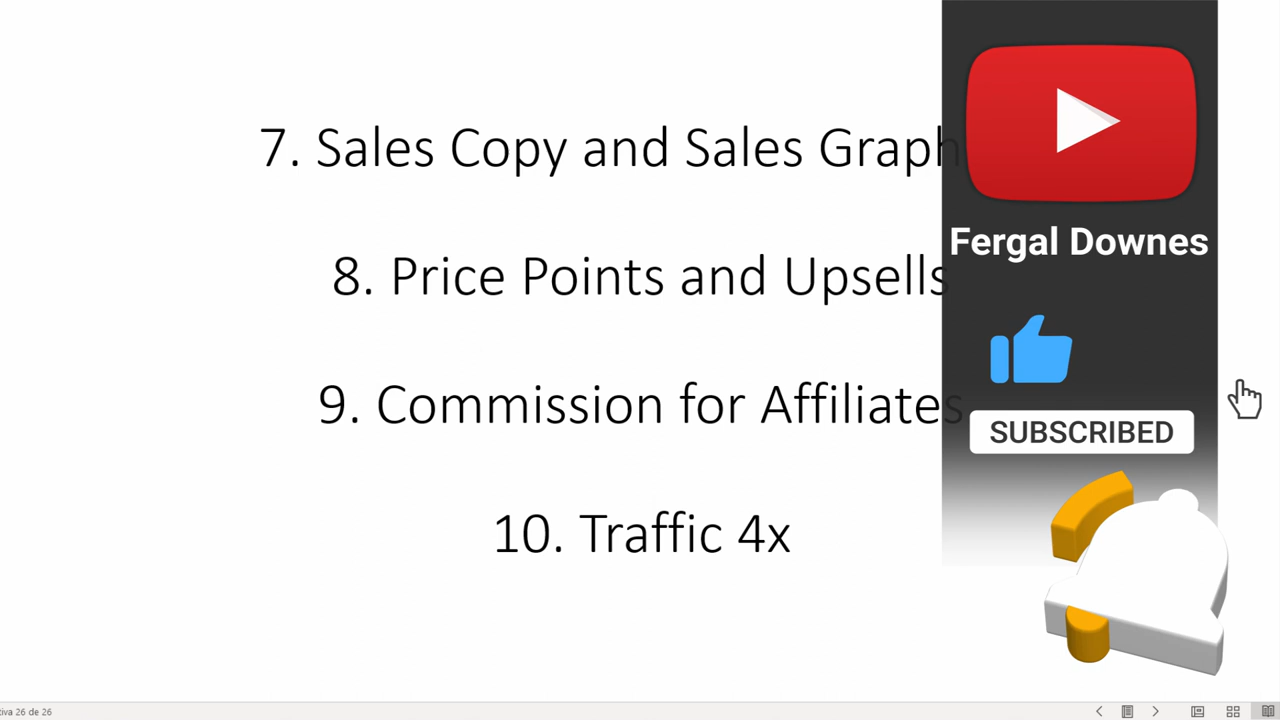 7. Sales Copy and Sales Graph
8. Price Points and Upsells
9. Commission for Affiliates
10. Traffic 4x
Fergal Downes
SUBSCRIBED
tiva 26 de 26